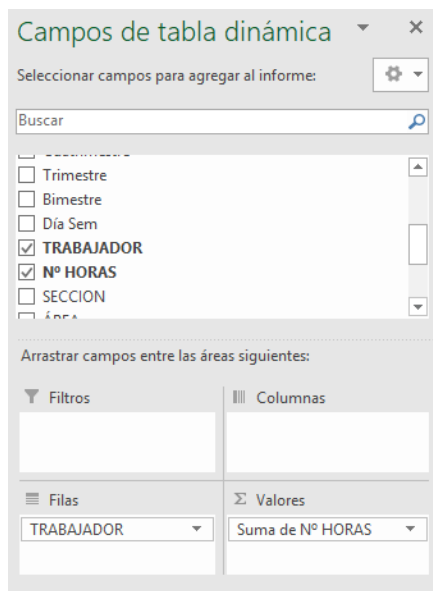 Campos de tabla dinámica
Seleccionar campos para agregar al informe:
Buscar
Trimestre
Bimestre
Día Sem
TRABAJADOR
Nº HORAS
SECCION
Arrastrar campos entre las áreas siguientes:
Filtros
Columnas
Filas
Σ Valores
TRABAJADOR
Suma de Nº HORAS